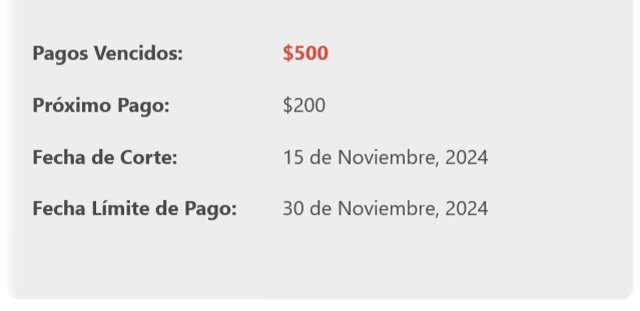 Pagos Vencidos: $500
Próximo Pago: $200
Fecha de Corte: 15 de Noviembre, 2024
Fecha Límite de Pago: 30 de Noviembre, 2024